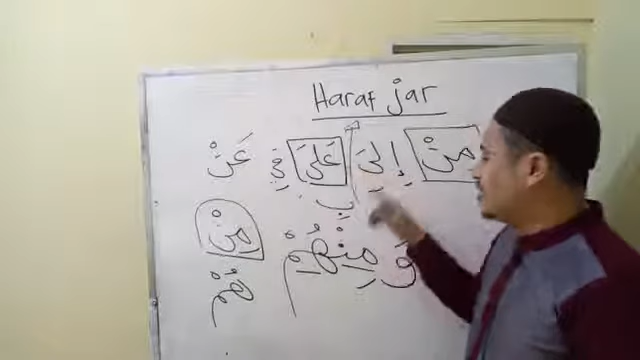 Haraf jar
مِنْ إِلَى عَلَى فِي عَنْ
بِ
وَ مِنْهُمْ مِنْ
هُمْ